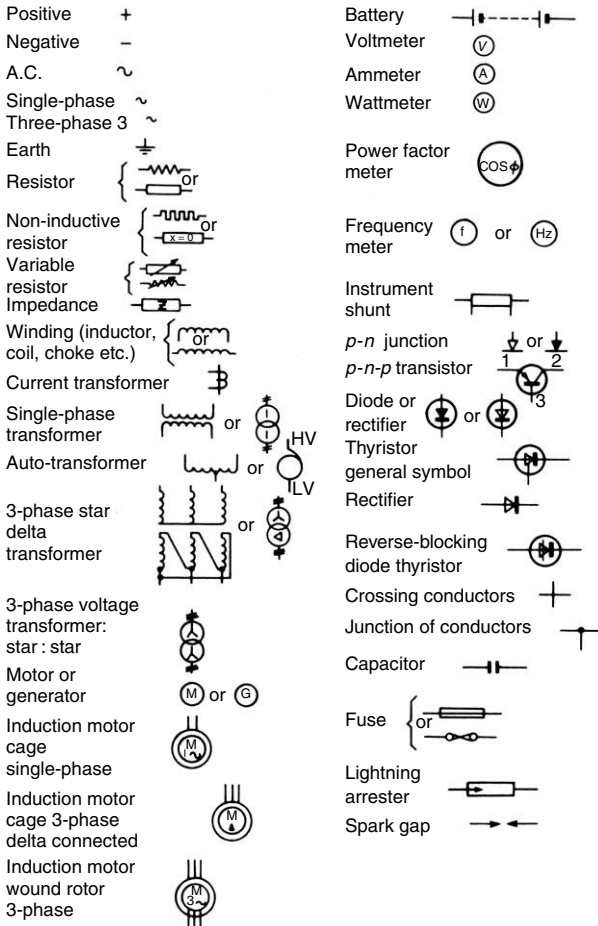 Positive +
Negative −
A.C. ∼
Single-phase ∼
Three-phase 3 ∼
Earth
Resistor or
Non-inductive
resistor or
x = 0
Variable
resistor
Impedance Z
Winding (inductor,
coil, choke etc.) or
Current transformer
Single-phase
transformer or
Auto-transformer or HV
LV
3-phase star
delta
transformer or
3-phase voltage
transformer:
star : star
Motor or
generator M or G
Induction motor
cage
single-phase M
I ∼
Induction motor
cage 3-phase
delta connected M
Induction motor
wound rotor
3-phase M
3 ∼
Battery
Voltmeter V
Ammeter A
Wattmeter W
Power factor
meter COS ϕ
Frequency
meter f or Hz
Instrument
shunt
p-n junction or
p-n-p transistor 1 2
3
Diode or
rectifier or
Thyristor
general symbol
Rectifier
Reverse-blocking
diode thyristor
Crossing conductors
Junction of conductors
Capacitor
Fuse or
Lightning
arrester
Spark gap